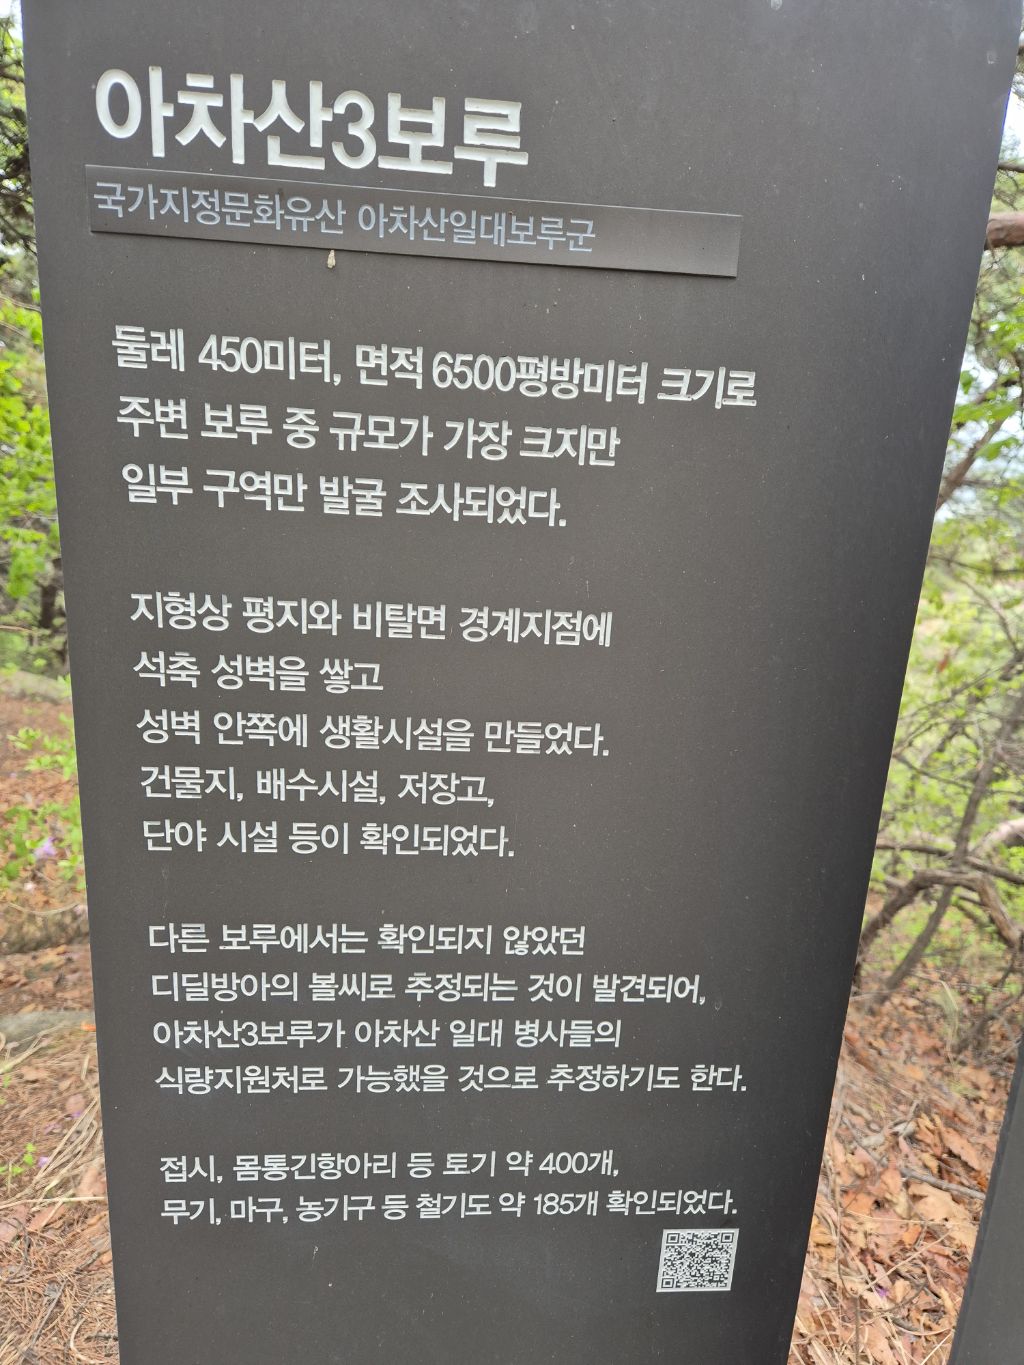 아차산3보루
국가지정문화유산 아차산일대보루군
둘레 450미터, 면적 6500평방미터 크기로
주변 보루 중 규모가 가장 크지만
일부 구역만 발굴 조사되었다.
지형상 평지와 비탈면 경계지점에
석축 성벽을 쌓고
성벽 안쪽에 생활시설을 만들었다.
건물지, 배수시설, 저장고,
단야 시설 등이 확인되었다.
다른 보루에서는 확인되지 않았던
디딜방아의 볼씨로 추정되는 것이 발견되어,
아차산3보루가 아차산 일대 병사들의
식량지원처로 가능했을 것으로 추정하기도 한다.
접시, 몸통긴항아리 등 토기 약 400개,
무기, 마구, 농기구 등 철기도 약 185개 확인되었다.